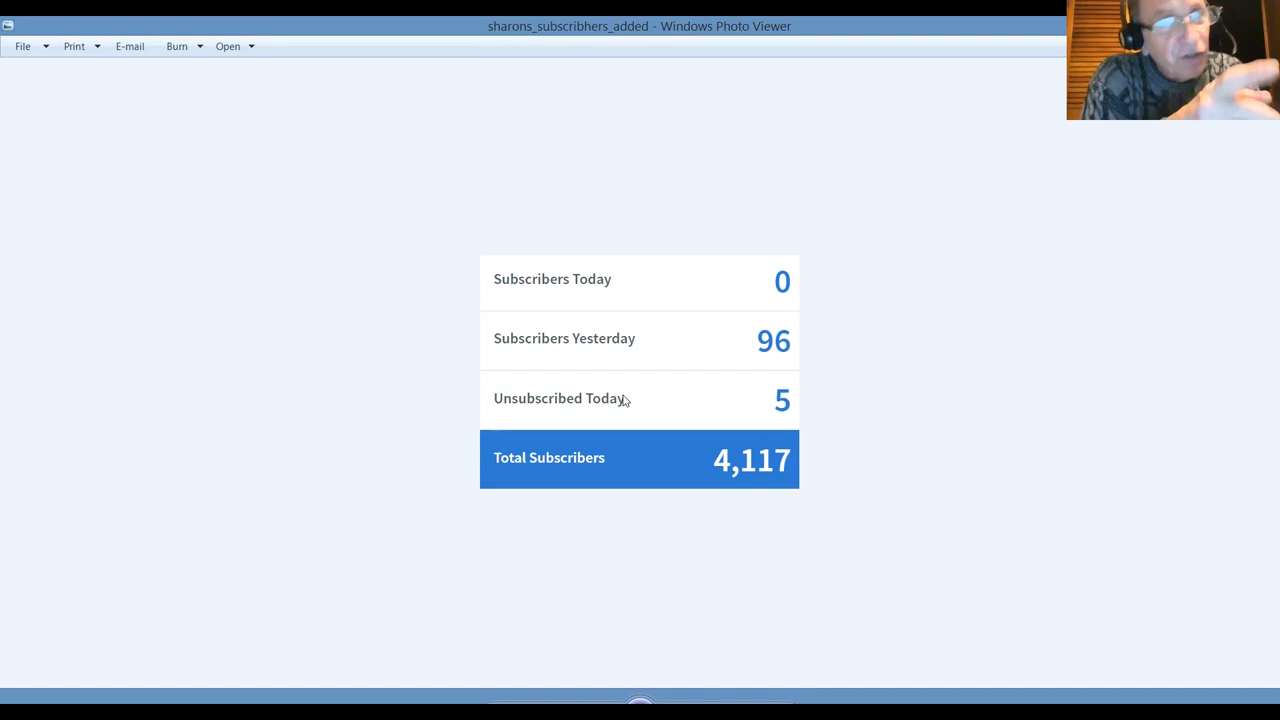 sharons_subscribhers_added - Windows Photo Viewer
File Print E-mail Burn Open
Subscribers Today 0
Subscribers Yesterday 96
Unsubscribed Today 5
Total Subscribers 4,117